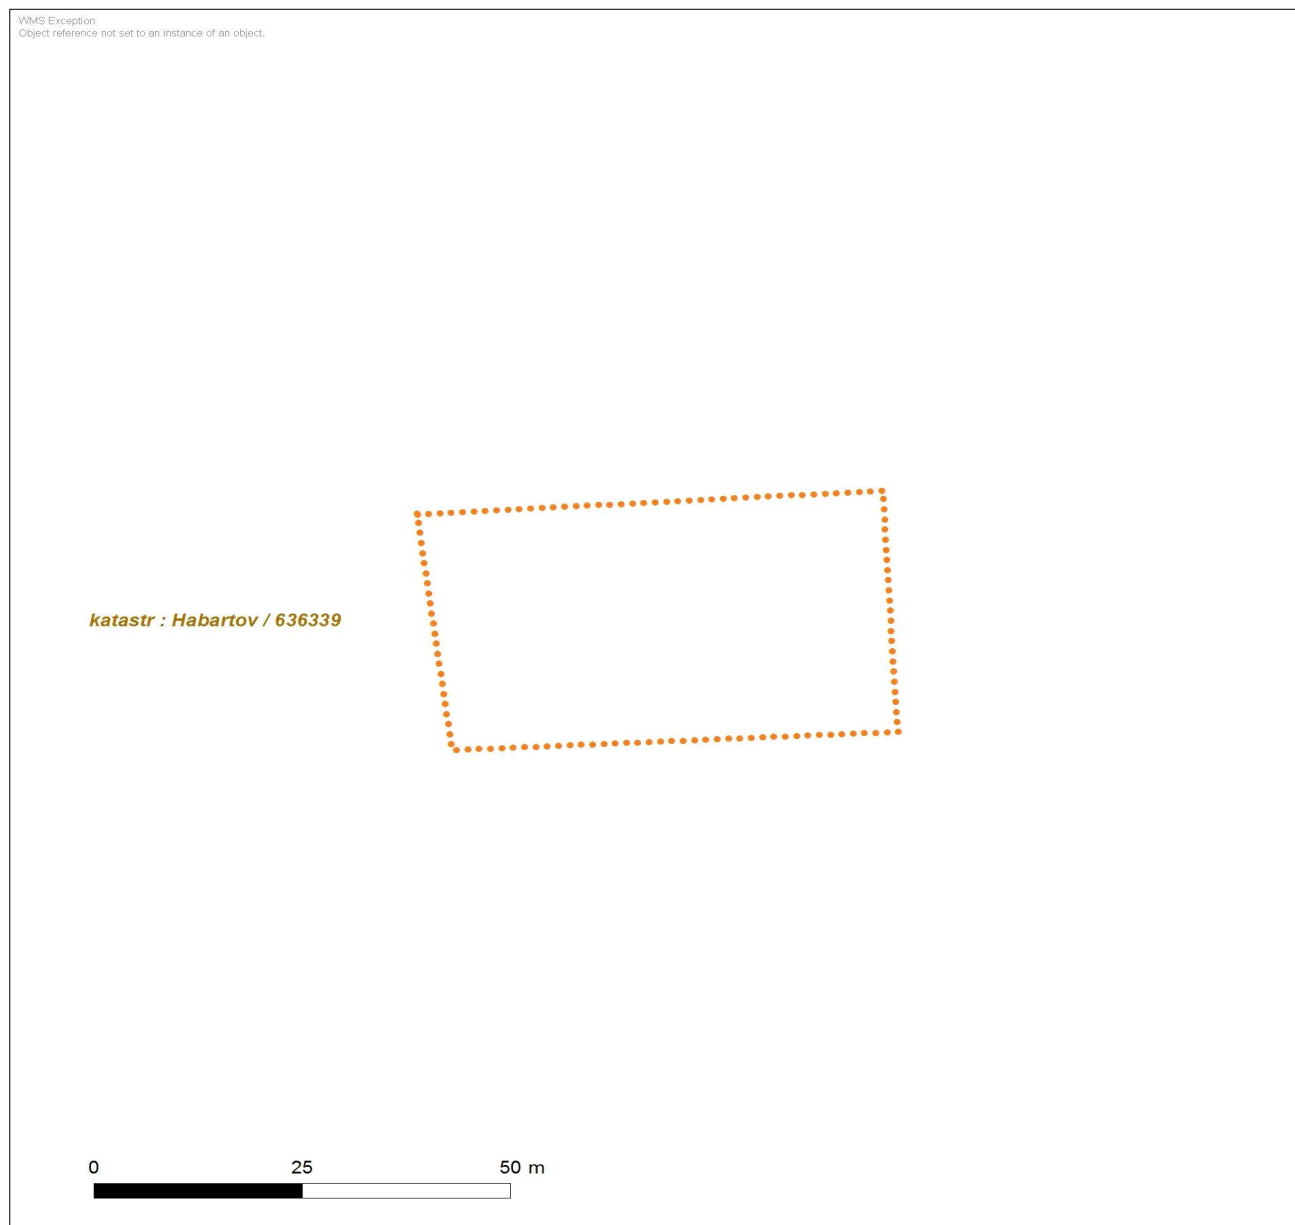 WMS Exception:
Object reference not set to an instance of an object.
katastr : Habartov / 636339
0 25 50 m